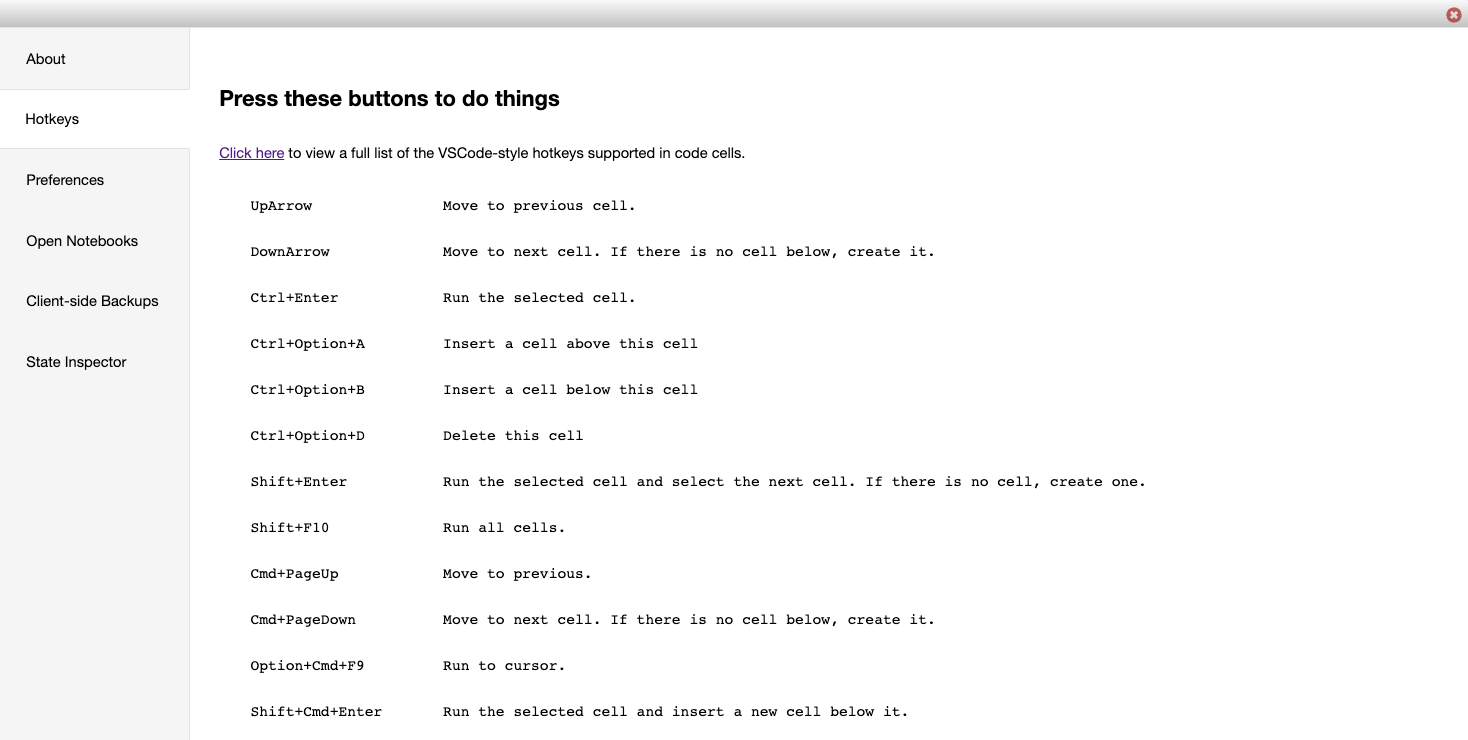 About
Hotkeys
Preferences
Open Notebooks
Client-side Backups
State Inspector
Press these buttons to do things
Click here to view a full list of the VSCode-style hotkeys supported in code cells.
UpArrow Move to previous cell.
DownArrow Move to next cell. If there is no cell below, create it.
Ctrl+Enter Run the selected cell.
Ctrl+Option+A Insert a cell above this cell
Ctrl+Option+B Insert a cell below this cell
Ctrl+Option+D Delete this cell
Shift+Enter Run the selected cell and select the next cell. If there is no cell, create one.
Shift+F10 Run all cells.
Cmd+PageUp Move to previous.
Cmd+PageDown Move to next cell. If there is no cell below, create it.
Option+Cmd+F9 Run to cursor.
Shift+Cmd+Enter Run the selected cell and insert a new cell below it.